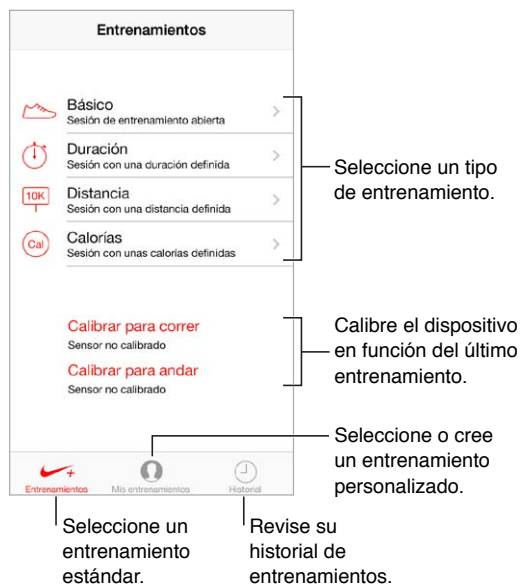 Entrenamientos
Básico
Sesión de entrenamiento abierta
Duración
Sesión con una duración definida
10K
Distancia
Sesión con una distancia definida
Cal
Calorías
Sesión con unas calorías definidas
Seleccione un tipo
de entrenamiento.
Calibrar para correr
Sensor no calibrado
Calibrar para andar
Sensor no calibrado
Calibre el dispositivo
en función del último
entrenamiento.
Seleccione o cree
un entrenamiento
personalizado.
Entrenamientos
Mis entrenamientos
Historial
Seleccione un
entrenamiento
estándar.
Revise su
historial de
entrenamientos.